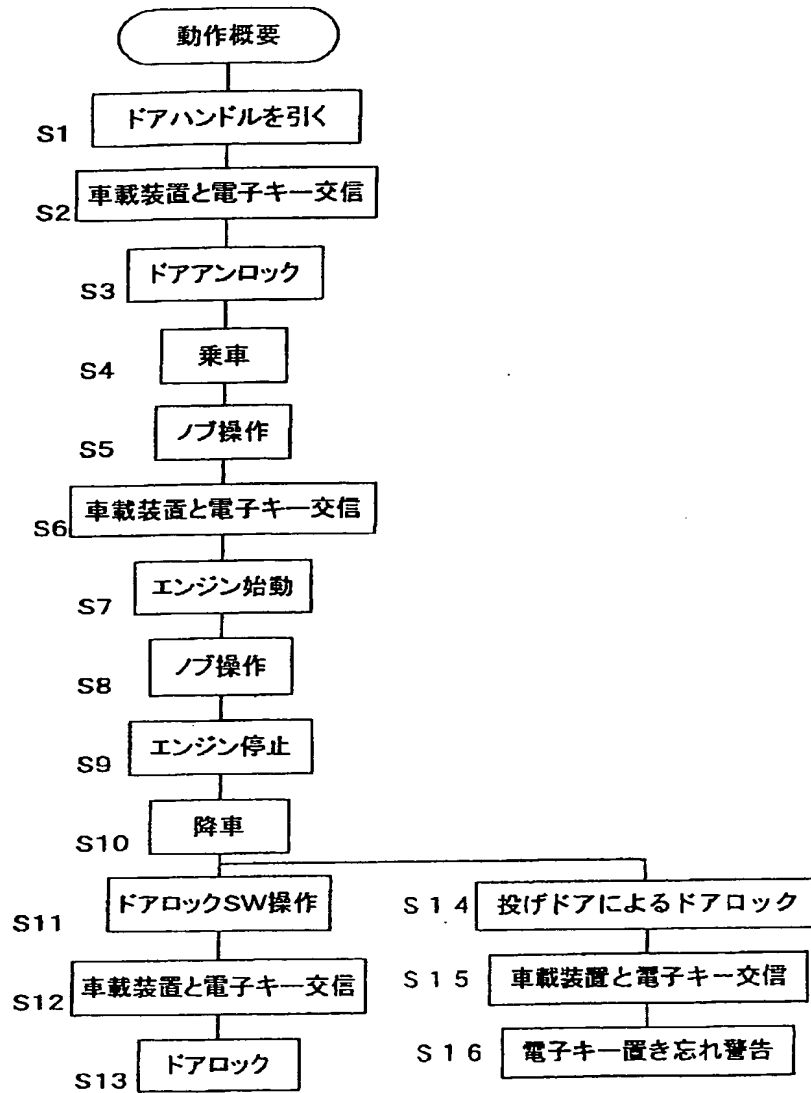 動作概要
S1 ドアハンドルを引く
S2 車載装置と電子キー交信
S3 ドアアンロック
S4 乗車
S5 ノブ操作
S6 車載装置と電子キー交信
S7 エンジン始動
S8 ノブ操作
S9 エンジン停止
S10 降車
S11 ドアロックSW操作
S12 車載装置と電子キー交信
S13 ドアロック
S14 投げドアによるドアロック
S15 車載装置と電子キー交信
S16 電子キー置き忘れ警告